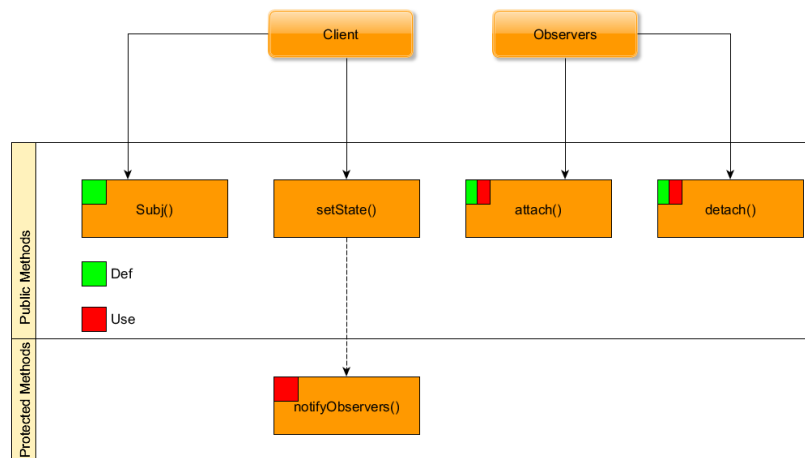 Client
Observers
Public Methods
Subj()
setState()
attach()
detach()
Def
Use
Protected Methods
notifyObservers()